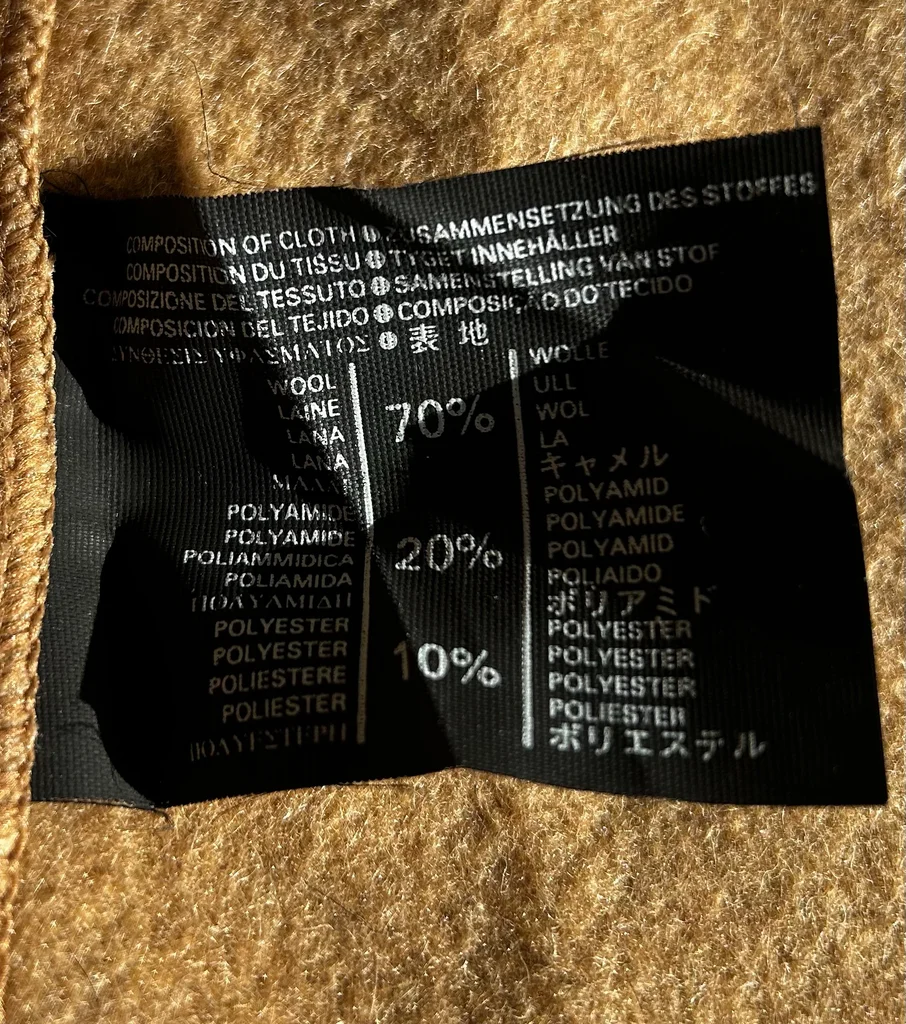 COMPOSITION OF CLOTH ZUSAMMENSETZUNG DES STOFFES
COMPOSITION DU TISSU TYGET INNEHÅLLER
COMPOSIZIONE DEL TESSUTO SAMENSTELLING VAN STOF
COMPOSICION DEL TEJIDO COMPOSIÇAO DO TECIDO
ΣΥΝΘΕΣΙΣ ΥΦΑΣΜΑΤΟΣ 表地
WOOL
LAINE
LANA
LANA
ΜΑΛΛ
70%
WOLLE
ULL
WOL
LA
キャメル
POLYAMIDE
POLYAMIDE
POLIAMMIDICA
POLIAMIDA
ΠΟΛΥΑΜΙΔΗ
20%
POLYAMID
POLYAMIDE
POLYAMID
POLIAIDO
ポリアミド
POLYESTER
POLYESTER
POLIESTERE
POLIESTER
ΠΟΛΥΕΣΤΕΡΗ
10%
POLYESTER
POLYESTER
POLYESTER
POLIESTER
ポリエステル